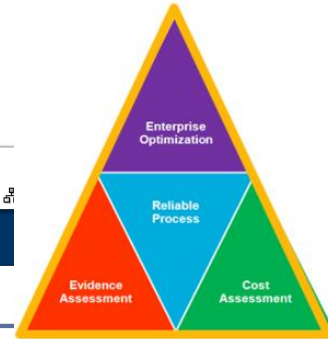 Enterprise
Optimization
Reliable
Process
Evidence
Assessment
Cost
Assessment